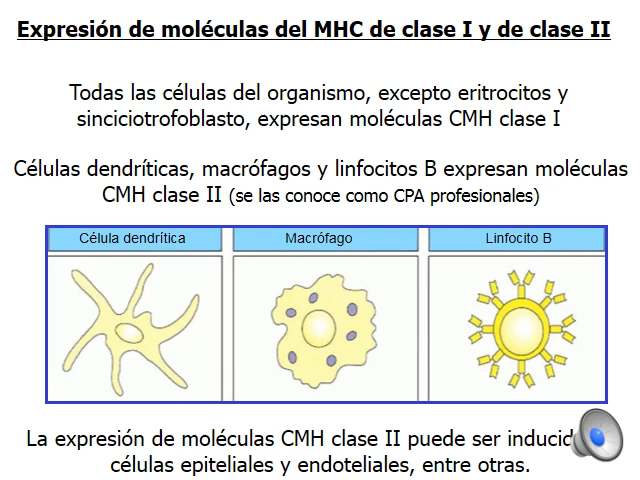 Expresión de moléculas del MHC de clase I y de clase II
Todas las células del organismo, excepto eritrocitos y
sinciciotrofoblasto, expresan moléculas CMH clase I
Células dendríticas, macrófagos y linfocitos B expresan moléculas
CMH clase II (se las conoce como CPA profesionales)
Célula dendrítica
Macrófago
Linfocito B
La expresión de moléculas CMH clase II puede ser
células epiteliales y endoteliales, entre otras.